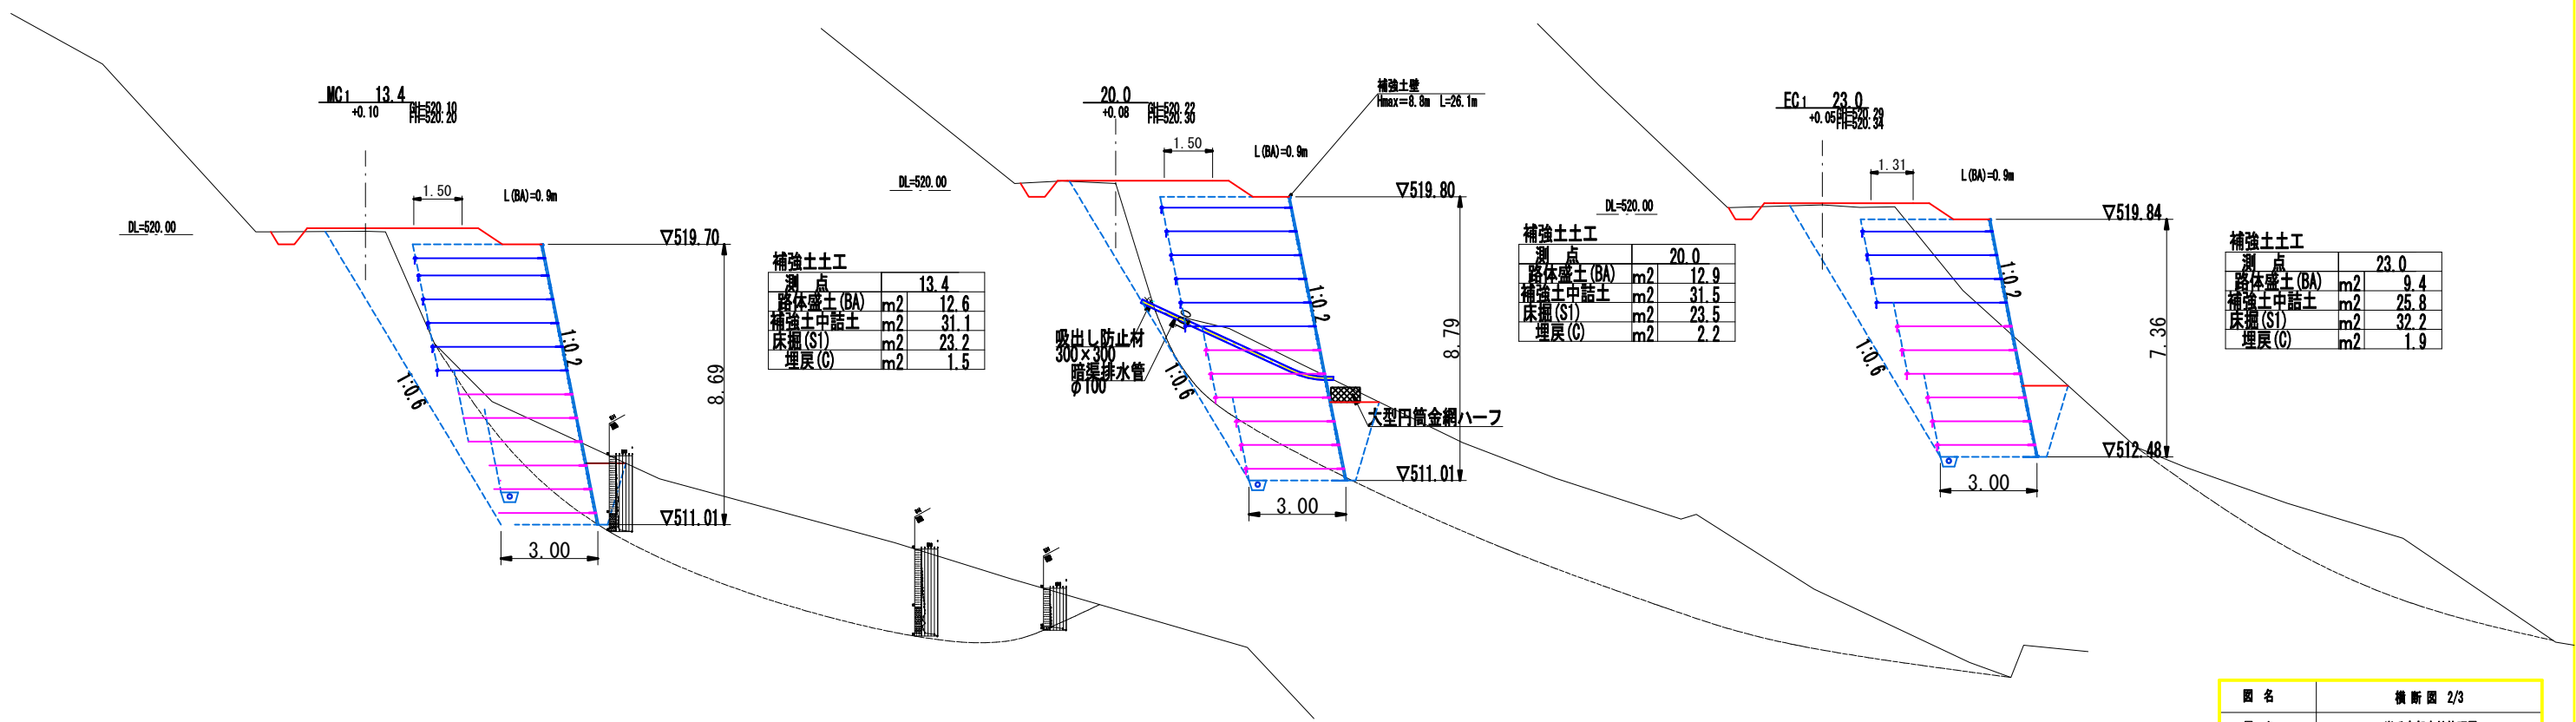 MC1 13.4
+0.10
GH=520.10
FH=520.20
1.50
L(BA)=0.9m
DL=520.00
▽519.70
1:0.2
1:0.6
8.69
▽511.01
3.00
補強土土工
測 点 13.4
路体盛土(BA) m2 12.6
補強土中詰土 m2 31.1
床掘(S1) m2 23.2
埋戻(C) m2 1.5
20.0
+0.08
GH=520.22
FH=520.30
補強土壁
Hmax=8.8m L=26.1m
1.50
L(BA)=0.9m
DL=520.00
▽519.80
1:0.2
1:0.6
8.79
吸出し防止材
300×300
暗渠排水管
φ100
大型円筒金網ハーフ
▽511.01
3.00
補強土土工
測 点 20.0
路体盛土(BA) m2 12.9
補強土中詰土 m2 31.5
床掘(S1) m2 23.5
埋戻(C) m2 2.2
EC1 23.0
+0.05
GH=520.29
FH=520.34
1.31
L(BA)=0.9m
DL=520.00
▽519.84
1:0.2
1:0.6
7.36
▽512.48
3.00
補強土土工
測 点 23.0
路体盛土(BA) m2 9.4
補強土中詰土 m2 25.8
床掘(S1) m2 32.2
埋戻(C) m2 1.9
図 名 横 断 図 2/3